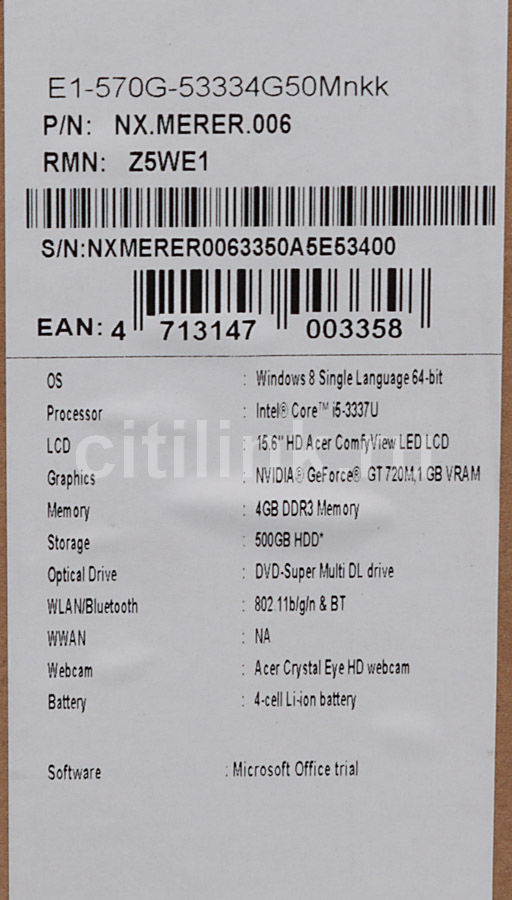 E1-570G-53334G50Mnkk
P/N: NX.MERER.006
RMN: Z5WE1
S/N:NXMERER0063350A5E53400
EAN: 4 713147 003358
OS : Windows 8 Single Language 64-bit
Processor : Intel® Core™ i5-3337U
LCD : 15.6" HD Acer ComfyView LED LCD
Graphics : NVIDIA® GeForce® GT 720M,1 GB VRAM
Memory : 4GB DDR3 Memory
Storage : 500GB HDD*
Optical Drive : DVD-Super Multi DL drive
WLAN/Bluetooth : 802.11b/g/n & BT
WWAN : NA
Webcam : Acer Crystal Eye HD webcam
Battery : 4-cell Li-ion battery
Software : Microsoft Office trial